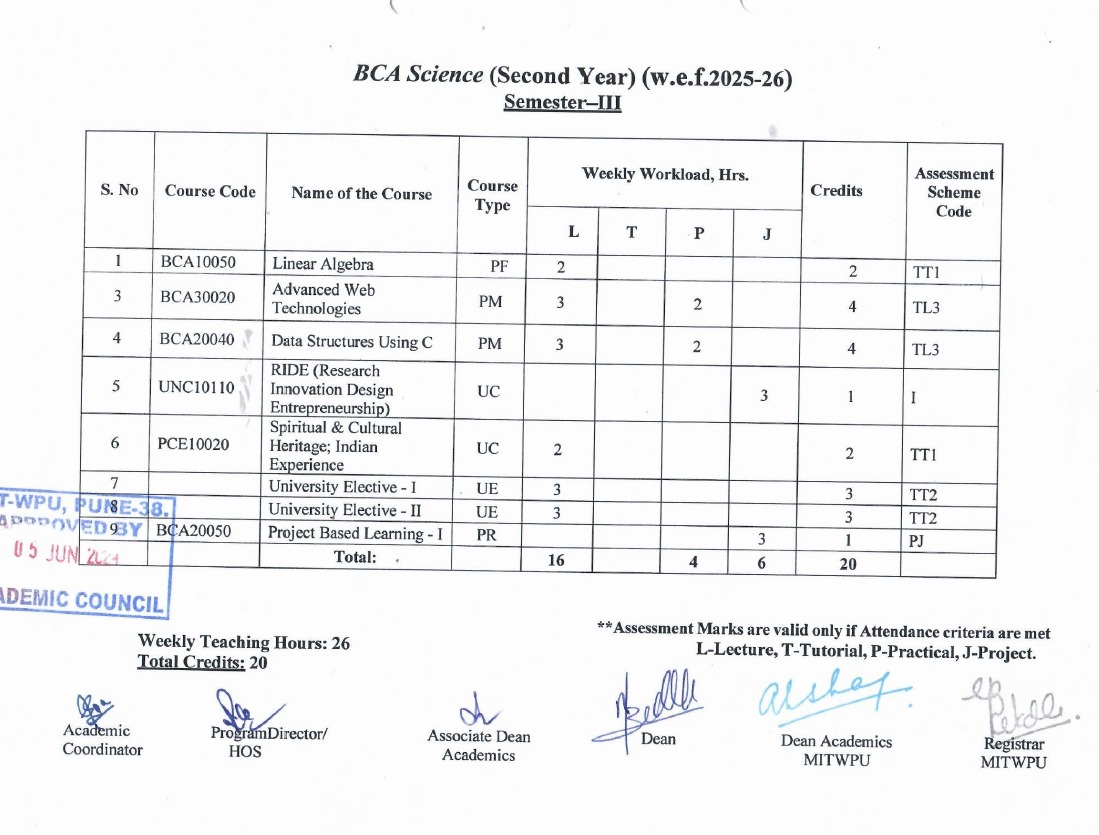 BCA Science (Second Year) (w.e.f.2025-26)
Semester–III
S. No Course Code Name of the Course Course Type Weekly Workload, Hrs. Credits Assessment Scheme Code
L T P J
1 BCA10050 Linear Algebra PF 2 2 TT1
3 BCA30020 Advanced Web Technologies PM 3 2 4 TL3
4 BCA20040 Data Structures Using C PM 3 2 4 TL3
5 UNC10110 RIDE (Research Innovation Design Entrepreneurship) UC 3 1 I
6 PCE10020 Spiritual & Cultural Heritage; Indian Experience UC 2 2 TT1
7 University Elective - I UE 3 3 TT2
8 University Elective - II UE 3 3 TT2
9 BCA20050 Project Based Learning - I PR 3 1 PJ
Total: 16 4 6 20
T-WPU, PUNE-38.
APPROVED BY
05 JUN
ADEMIC COUNCIL
Weekly Teaching Hours: 26
Total Credits: 20
**Assessment Marks are valid only if Attendance criteria are met
L-Lecture, T-Tutorial, P-Practical, J-Project.
Academic Coordinator
ProgramDirector/ HOS
Associate Dean Academics
Dean
Dean Academics MITWPU
Registrar MITWPU